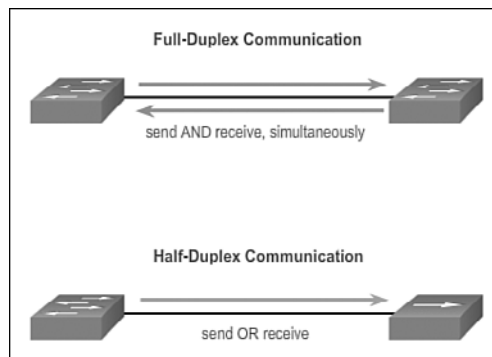 Full-Duplex Communication
send AND receive, simultaneously
Half-Duplex Communication
send OR receive